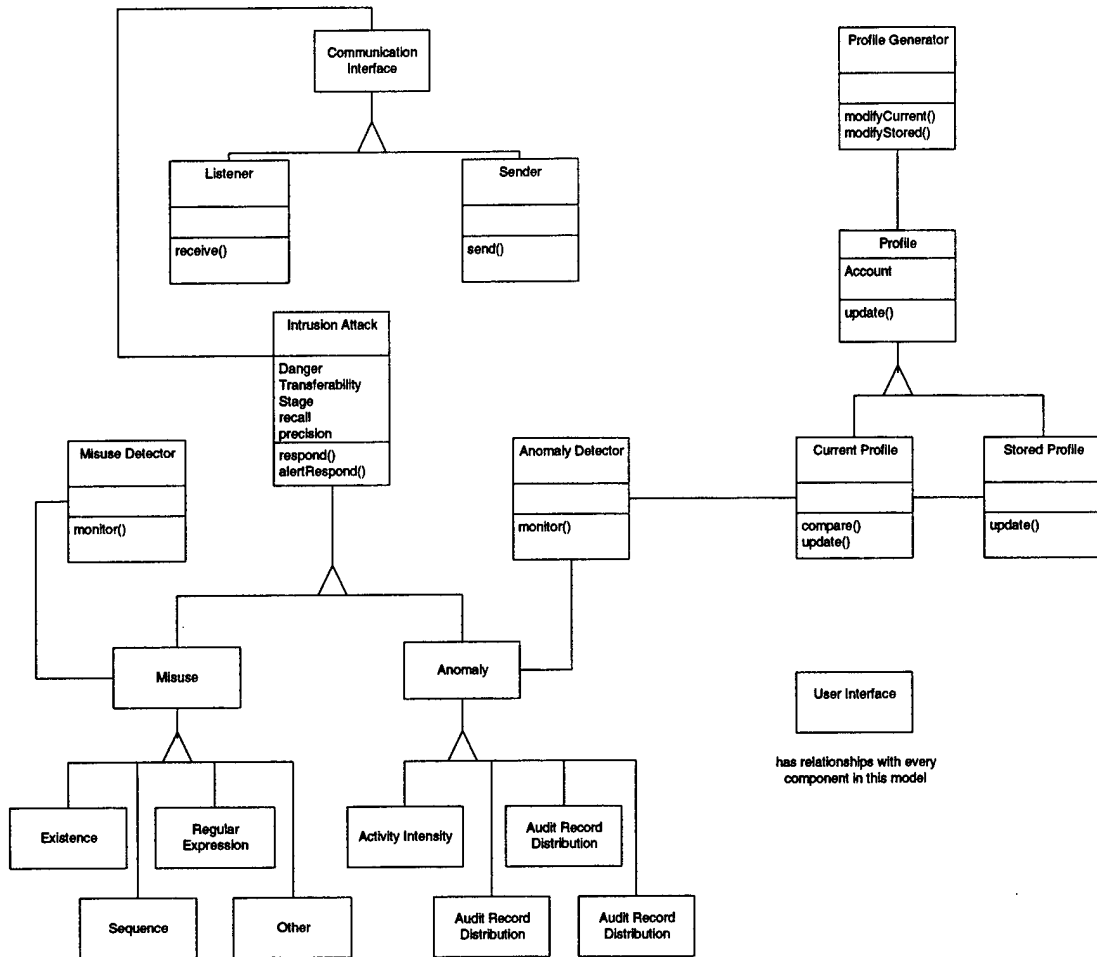 Communication
Interface
Profile Generator
modifyCurrent()
modifyStored()
Listener
receive()
Sender
send()
Profile
Account
update()
Intrusion Attack
Danger
Transferability
Stage
recall
precision
respond()
alertRespond()
Misuse Detector
monitor()
Anomaly Detector
monitor()
Current Profile
compare()
update()
Stored Profile
update()
Misuse
Anomaly
User Interface
has relationships with every
component in this model
Existence
Regular
Expression
Activity Intensity
Audit Record
Distribution
Sequence
Other
Audit Record
Distribution
Audit Record
Distribution